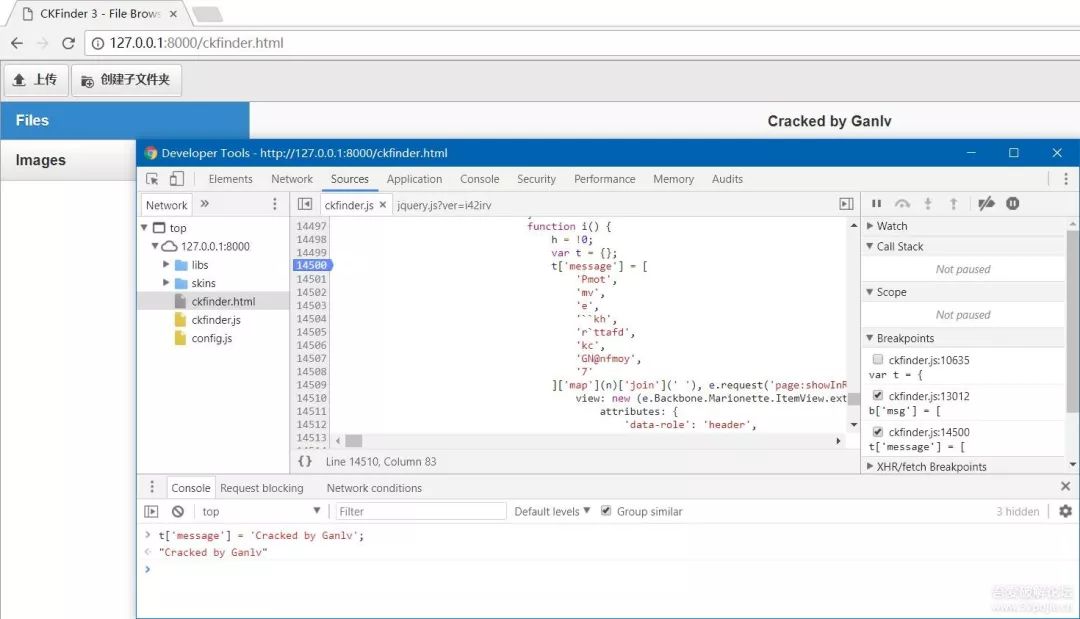 CKFinder 3 - File Brows
127.0.0.1:8000/ckfinder.html
上传 创建子文件夹
Files
Cracked by Ganlv
Images
Developer Tools - http://127.0.0.1:8000/ckfinder.html
Elements Network Sources Application Console Security Performance Memory Audits
Network »
top
127.0.0.1:8000
libs
skins
ckfinder.html
ckfinder.js
config.js
ckfinder.js × jquery.js?ver=i42irv
14497 function i() {
14498 h = !0;
14499 var t = {};
14500 t['message'] = [
14501 'Pmot',
14502 'mv',
14503 'e',
14504 '``kh',
14505 'r`ttafd',
14506 'kc',
14507 'GN@nfmoy',
14508 '7'
14509 ]['map'](n)['join'](' '), e.request('page:showInR
14510 view: new (e.Backbone.Marionette.ItemView.ext
14511 attributes: {
14512 'data-role': 'header',
14513
{} Line 14510, Column 83
Watch
Call Stack
Not paused
Scope
Not paused
Breakpoints
ckfinder.js:10635
var t = {
ckfinder.js:13012
b['msg'] = [
ckfinder.js:14500
t['message'] = [
XHR/fetch Breakpoints
Console Request blocking Network conditions
top Filter Default levels Group similar 3 hidden
> t['message'] = 'Cracked by Ganlv';
"Cracked by Ganlv"
>
吾爱破解论坛
www.52pojie.cn